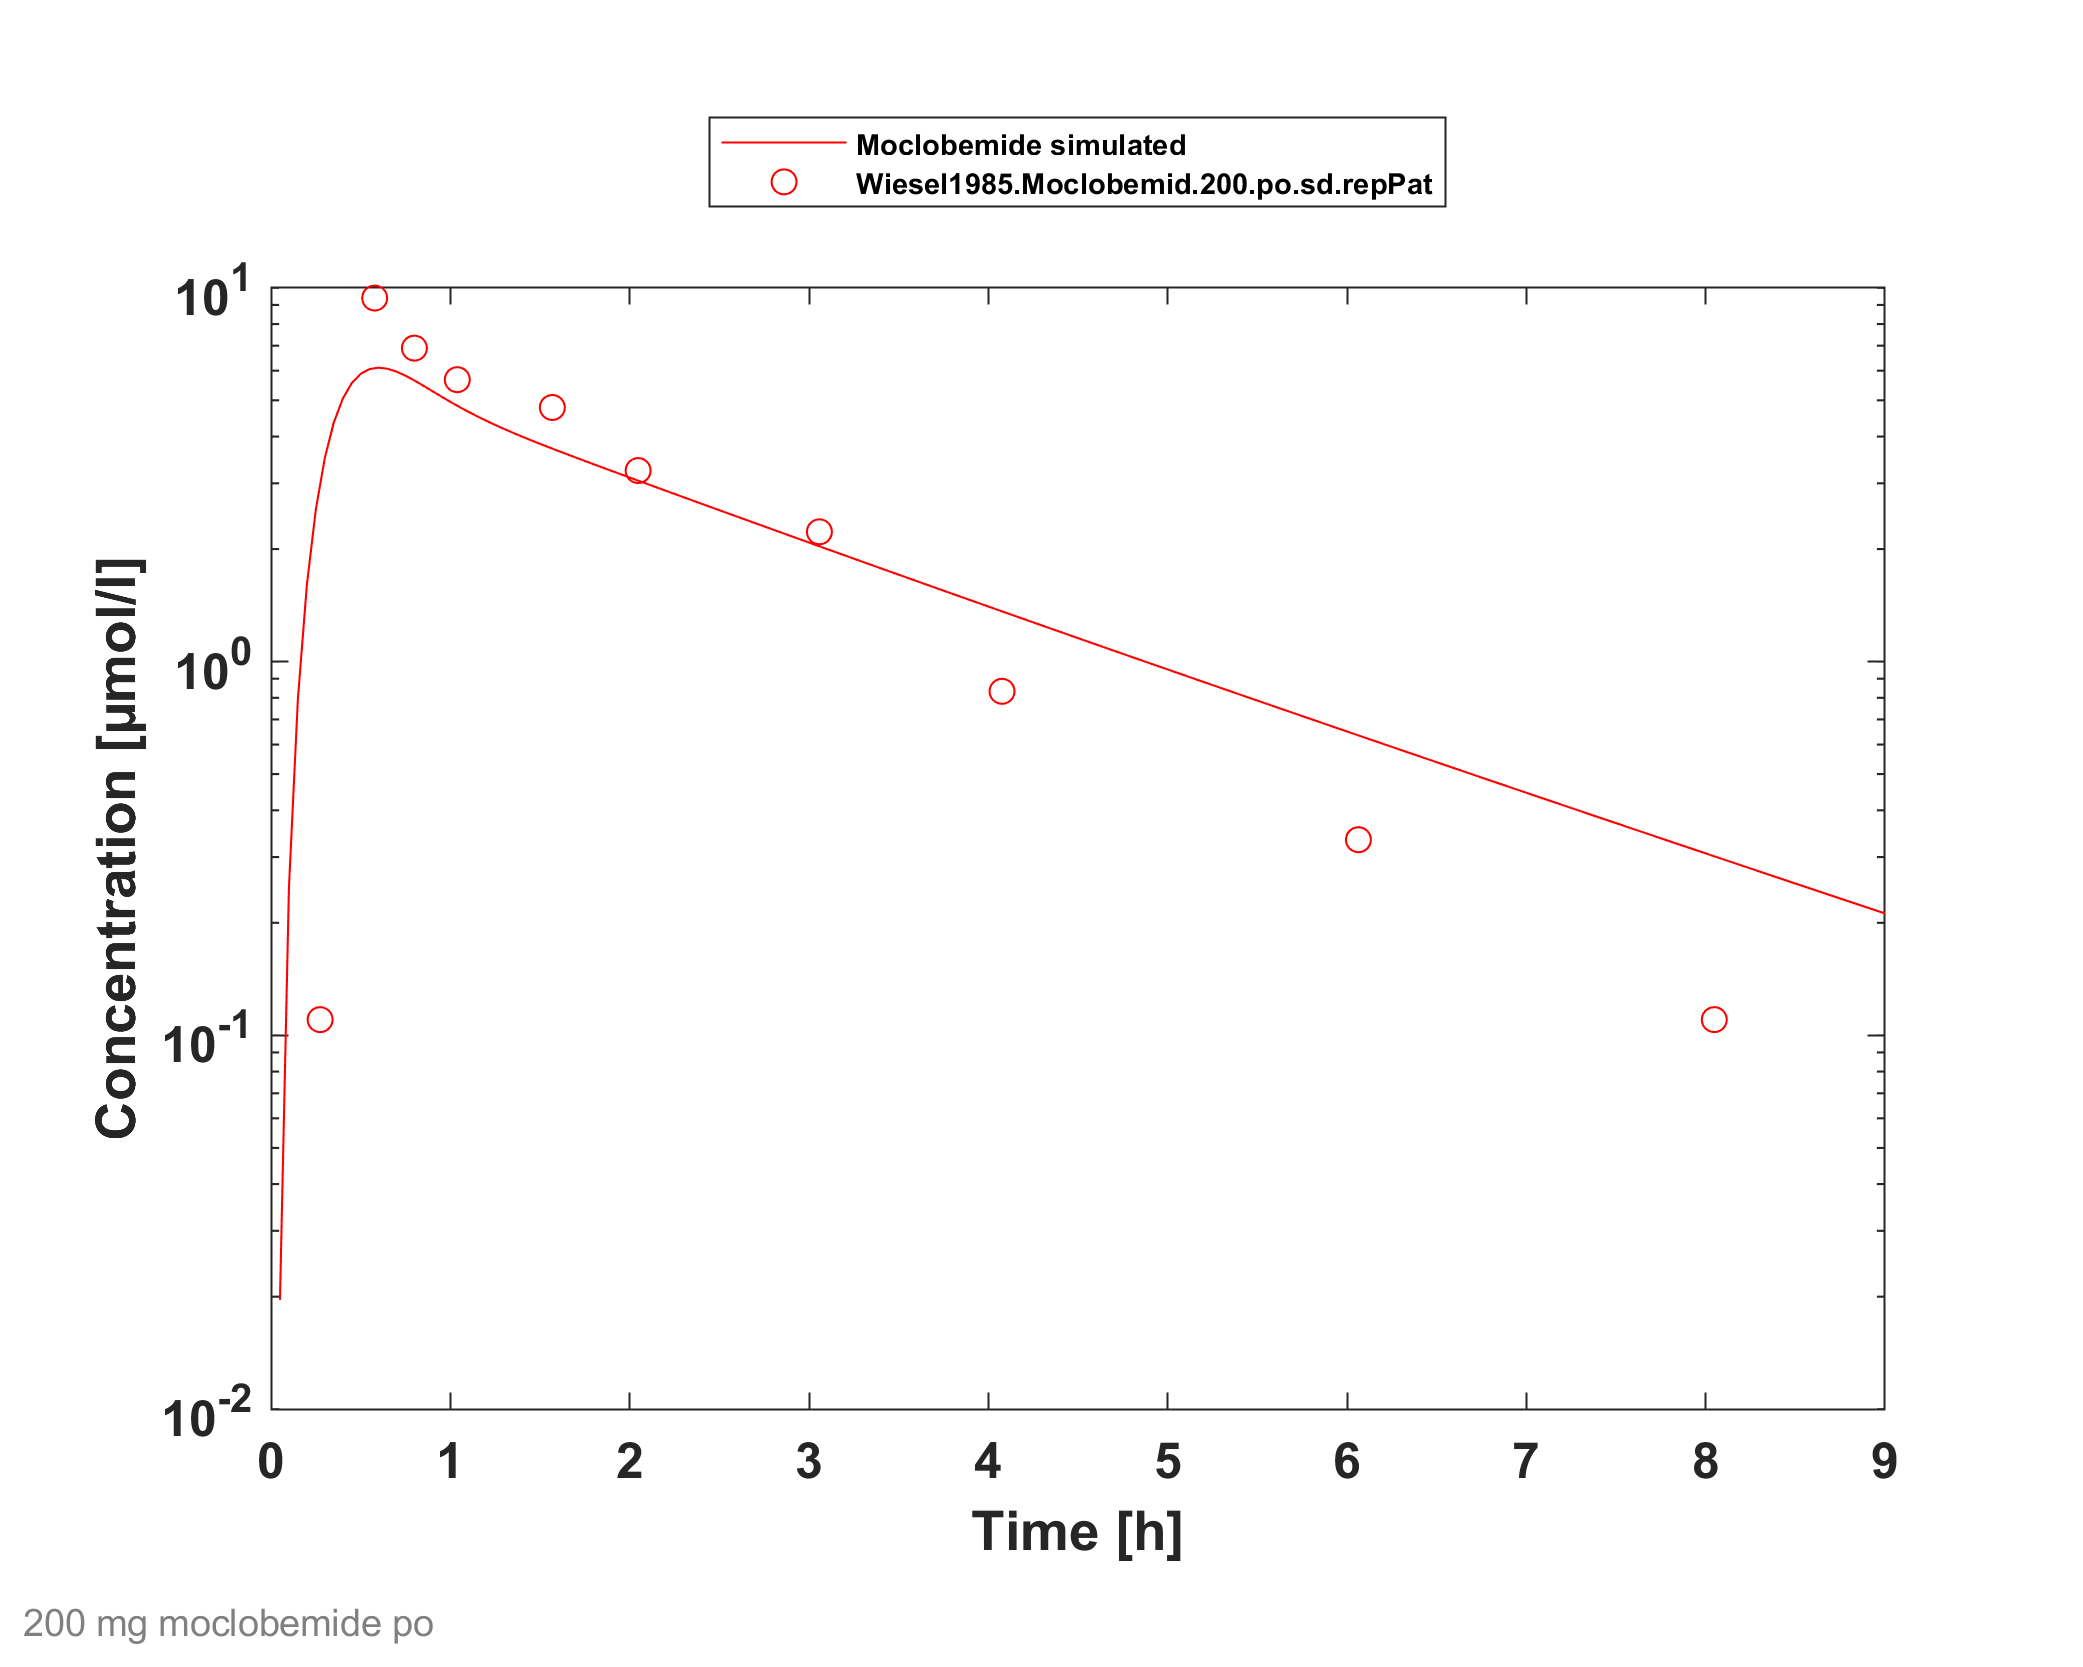 Moclobemide simulated
Wiesel1985.Moclobemid.200.po.sd.repPat
10^1
10^0
10^-1
10^-2
Concentration [µmol/l]
0 1 2 3 4 5 6 7 8 9
Time [h]
200 mg moclobemide po